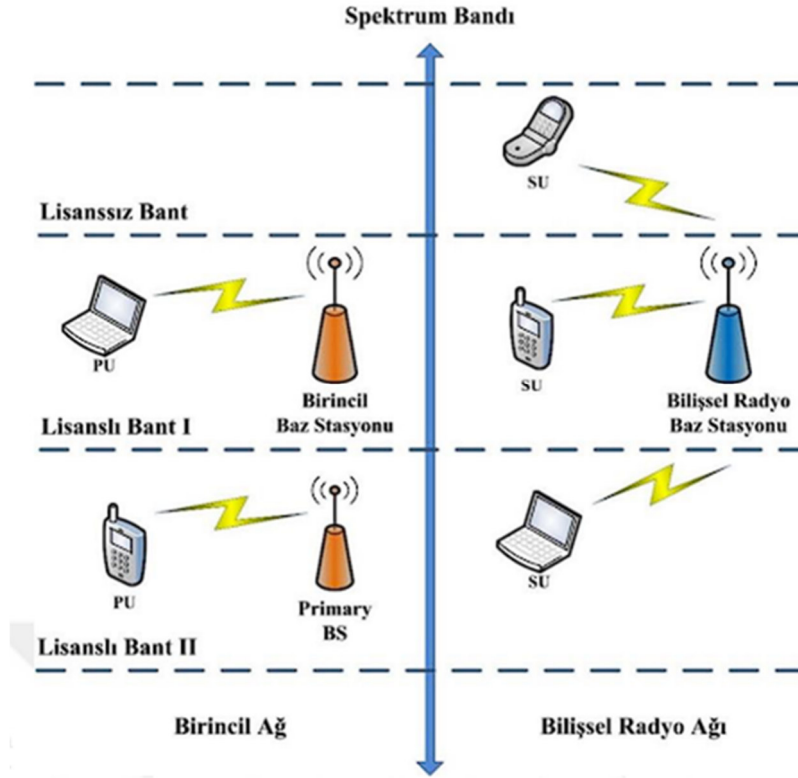 Spektrum Bandı
SU
Lisanssız Bant
PU
Birincil
Baz Stasyonu
SU
Bilişsel Radyo
Baz Stasyonu
Lisanslı Bant I
PU
Primary
BS
SU
Lisanslı Bant II
Birincil Ağ
Bilişsel Radyo Ağı